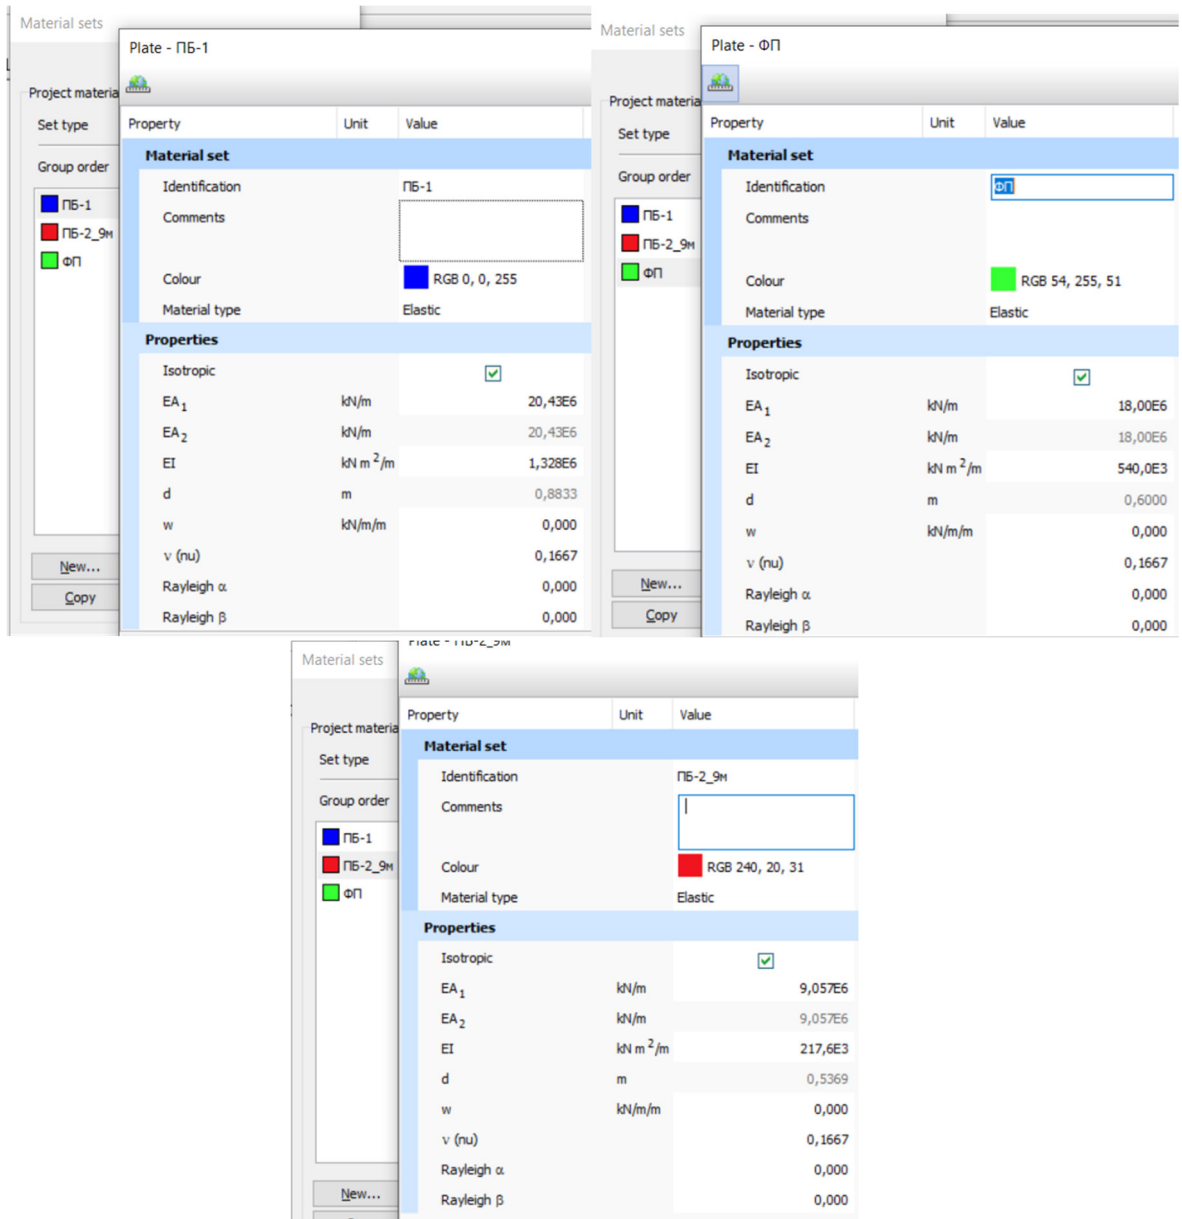 Material sets
Plate - ПБ-1
Project materia
Set type
Group order
ПБ-1
ПБ-2_9м
ФП
New...
Copy
Property Unit Value
Material set
Identification ПБ-1
Comments
Colour RGB 0, 0, 255
Material type Elastic
Properties
Isotropic
EA1 kN/m 20,43E6
EA2 kN/m 20,43E6
EI kN m²/m 1,328E6
d m 0,8833
w kN/m/m 0,000
ν (nu) 0,1667
Rayleigh α 0,000
Rayleigh β 0,000
Material sets
Plate - ФП
Project materia
Set type
Group order
ПБ-1
ПБ-2_9м
ФП
New...
Copy
Property Unit Value
Material set
Identification ФП
Comments
Colour RGB 54, 255, 51
Material type Elastic
Properties
Isotropic
EA1 kN/m 18,00E6
EA2 kN/m 18,00E6
EI kN m²/m 540,0E3
d m 0,6000
w kN/m/m 0,000
ν (nu) 0,1667
Rayleigh α 0,000
Rayleigh β 0,000
Material sets
Plate - ПБ-2_9м
Project materia
Set type
Group order
ПБ-1
ПБ-2_9м
ФП
New...
Property Unit Value
Material set
Identification ПБ-2_9м
Comments
Colour RGB 240, 20, 31
Material type Elastic
Properties
Isotropic
EA1 kN/m 9,057E6
EA2 kN/m 9,057E6
EI kN m²/m 217,6E3
d m 0,5369
w kN/m/m 0,000
ν (nu) 0,1667
Rayleigh α 0,000
Rayleigh β 0,000